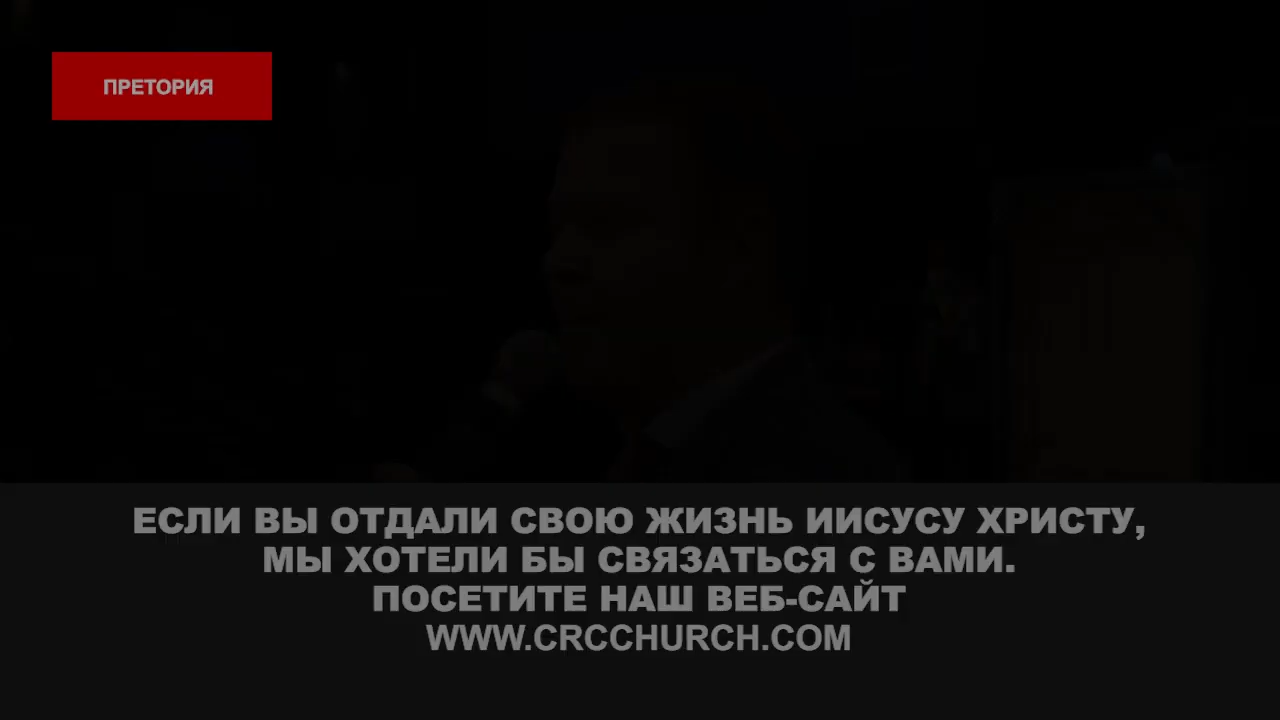 ПРЕТОРИЯ
ЕСЛИ ВЫ ОТДАЛИ СВОЮ ЖИЗНЬ ИИСУСУ ХРИСТУ,
МЫ ХОТЕЛИ БЫ СВЯЗАТЬСЯ С ВАМИ.
ПОСЕТИТЕ НАШ ВЕБ-САЙТ
WWW.CRCCHURCH.COM